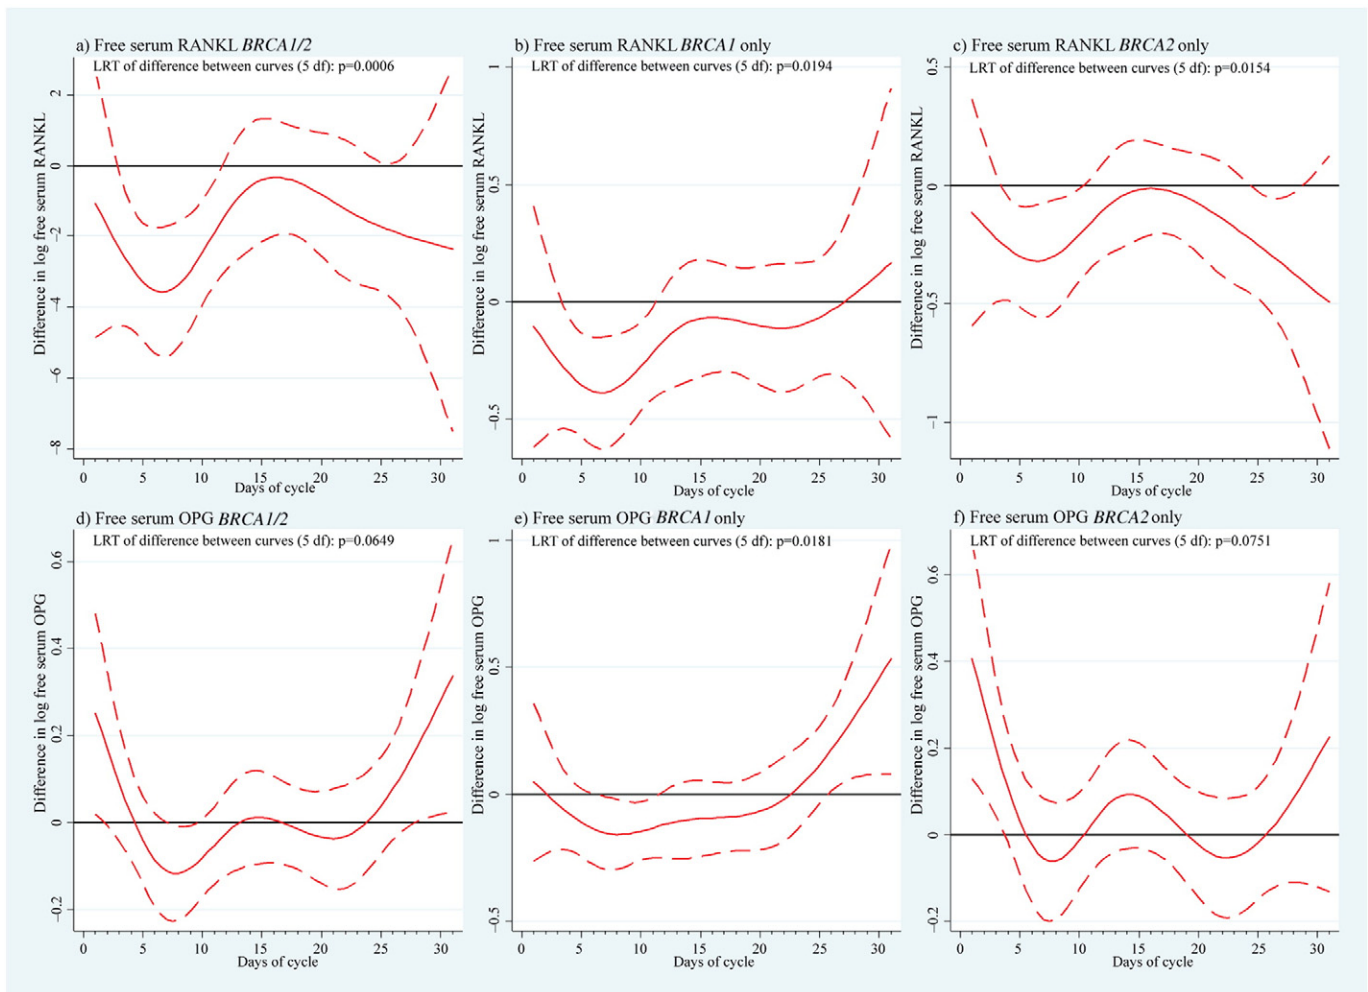 a) Free serum RANKL BRCA1/2
LRT of difference between curves (5 df): p=0.0006
Difference in log free serum RANKL
2
0
−2
−4
−6
−8
0 5 10 15 20 25 30
Days of cycle
b) Free serum RANKL BRCA1 only
LRT of difference between curves (5 df): p=0.0194
Difference in log free serum RANKL
1
0.5
0
−0.5
0 5 10 15 20 25 30
Days of cycle
c) Free serum RANKL BRCA2 only
LRT of difference between curves (5 df): p=0.0154
Difference in log free serum RANKL
0.5
0
−0.5
−1
0 5 10 15 20 25 30
Days of cycle
d) Free serum OPG BRCA1/2
LRT of difference between curves (5 df): p=0.0649
Difference in log free serum OPG
0.6
0.4
0.2
0
−0.2
0 5 10 15 20 25 30
Days of cycle
e) Free serum OPG BRCA1 only
LRT of difference between curves (5 df): p=0.0181
Difference in log free serum OPG
1
0.5
0
−0.5
0 5 10 15 20 25 30
Days of cycle
f) Free serum OPG BRCA2 only
LRT of difference between curves (5 df): p=0.0751
Difference in log free serum OPG
0.6
0.4
0.2
0
−0.2
0 5 10 15 20 25 30
Days of cycle